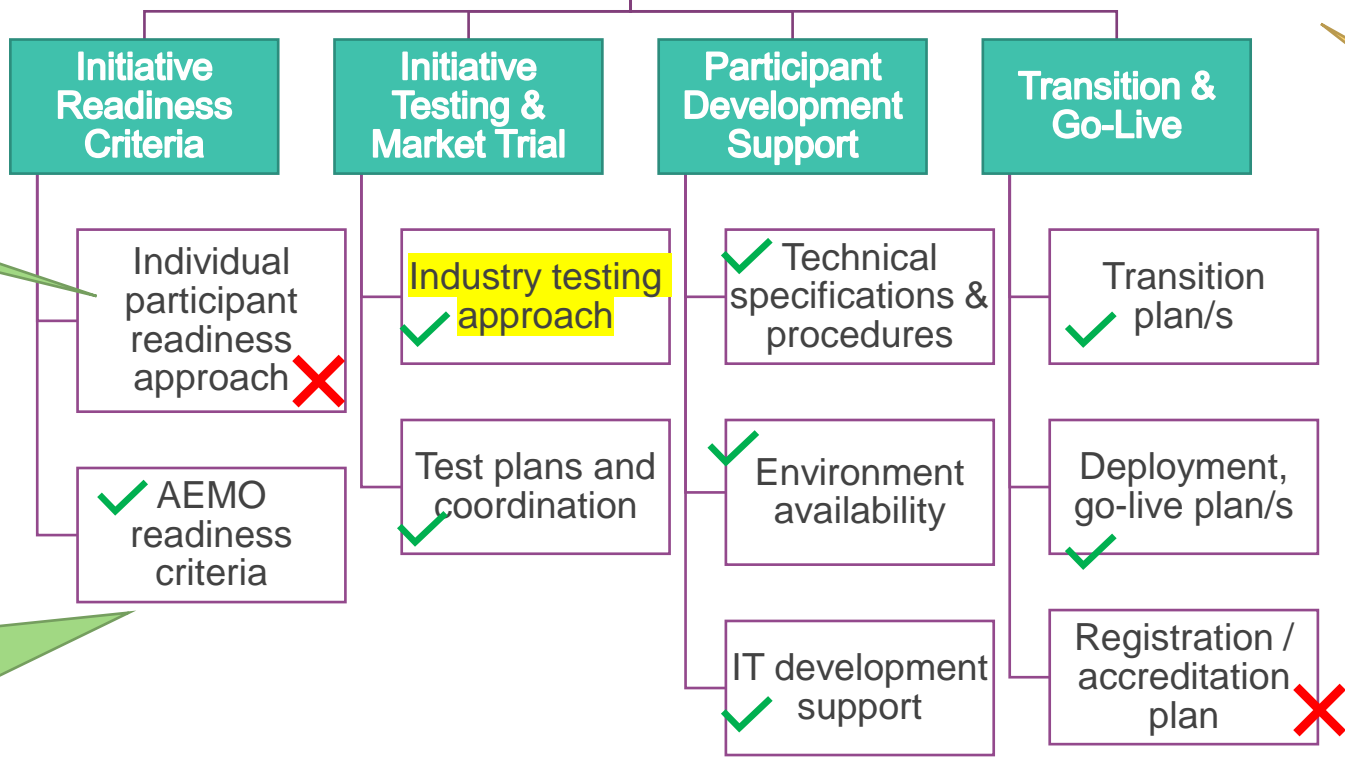 Initiative
Readiness
Criteria
Individual
participant
readiness
approach
AEMO
readiness
criteria
Initiative
Testing &
Market Trial
Industry testing
approach
Test plans and
coordination
Participant
Development
Support
Technical
specifications &
procedures
Environment
availability
IT development
support
Transition &
Go-Live
Transition
plan/s
Deployment,
go-live plan/s
Registration /
accreditation
plan